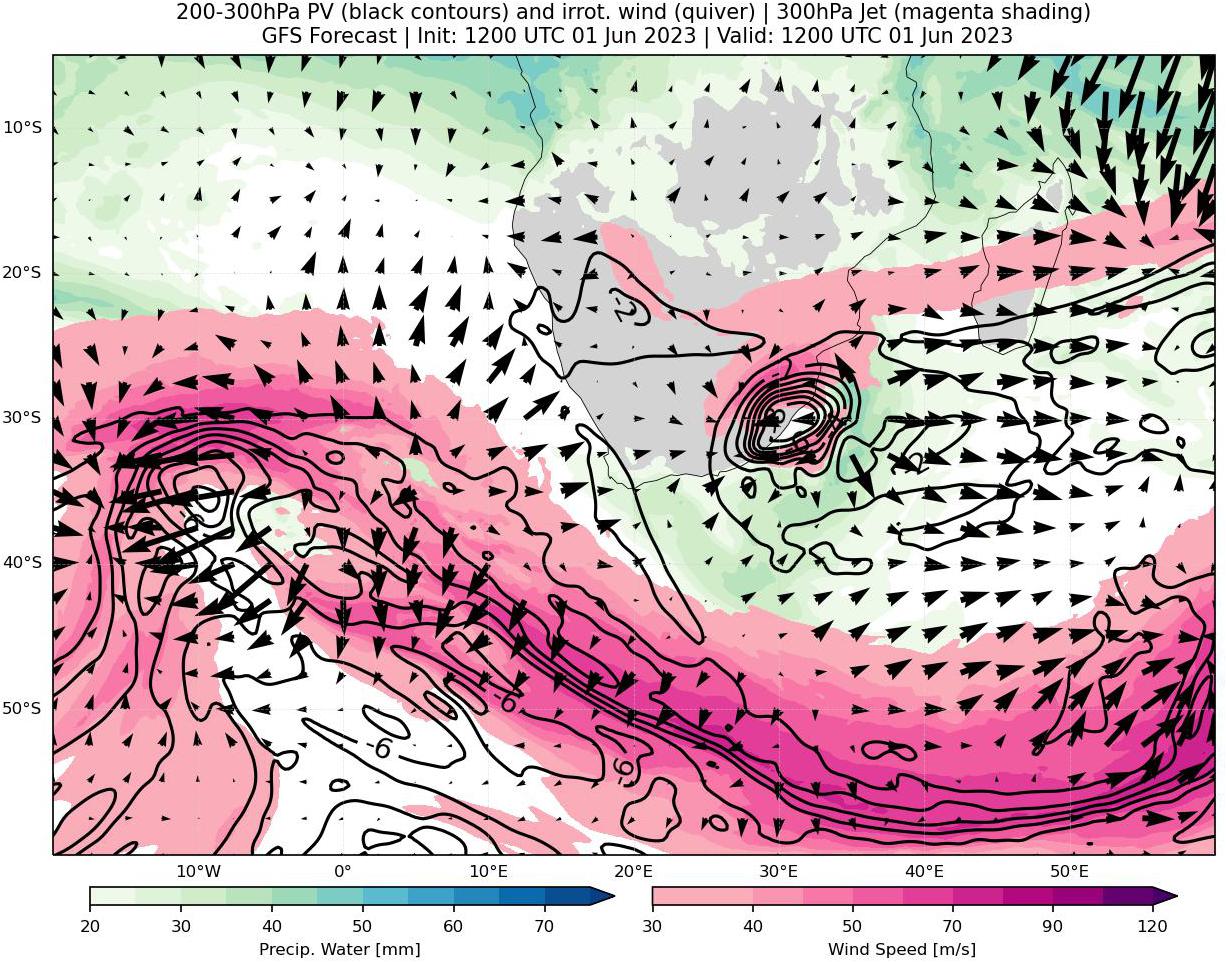 200-300hPa PV (black contours) and irrot. wind (quiver) | 300hPa Jet (magenta shading)
GFS Forecast | Init: 1200 UTC 01 Jun 2023 | Valid: 1200 UTC 01 Jun 2023
10°S
20°S
-2
30°S
-6
40°S
50°S
-6
-6
-6
10°W 0° 10°E 20°E 30°E 40°E 50°E
20 30 40 50 60 70
Precip. Water [mm]
30 40 50 70 90 120
Wind Speed [m/s]